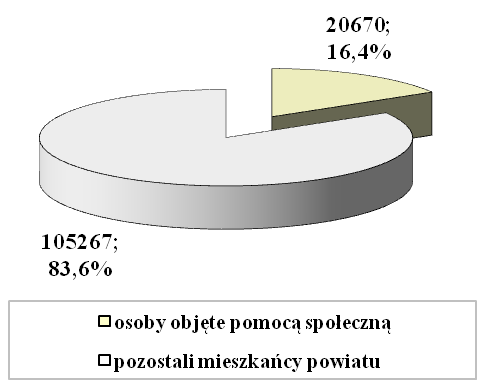 20670;
16,4%
105267;
83,6%
osoby objęte pomocą społeczną
pozostali mieszkańcy powiatu